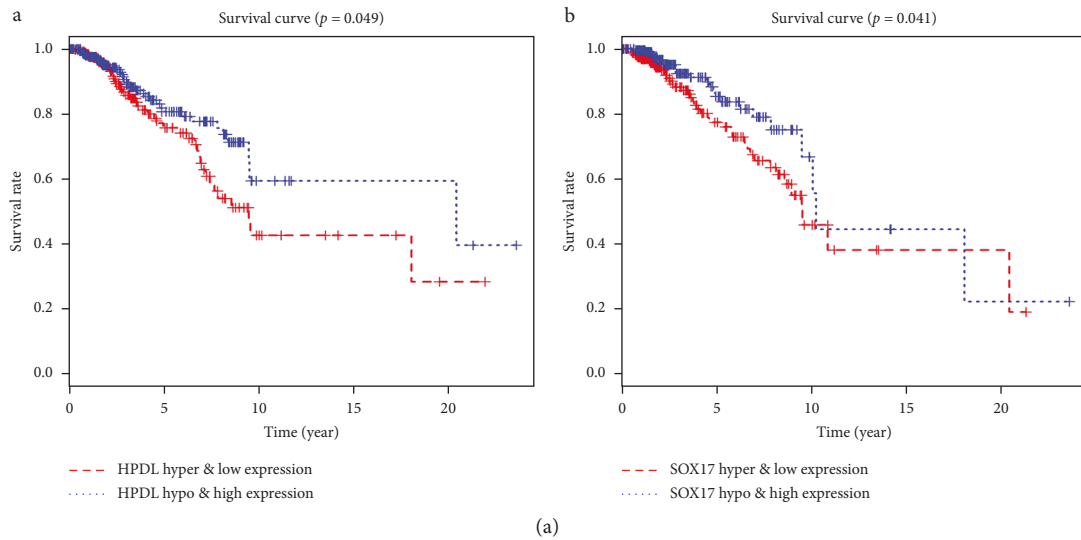 a
Survival curve (p = 0.049)
1.0
0.8
0.6
0.4
0.2
0.0
Survival rate
0 5 10 15 20
Time (year)
HPDL hyper & low expression
HPDL hypo & high expression
b
Survival curve (p = 0.041)
1.0
0.8
0.6
0.4
0.2
0.0
Survival rate
0 5 10 15 20
Time (year)
SOX17 hyper & low expression
SOX17 hypo & high expression
(a)